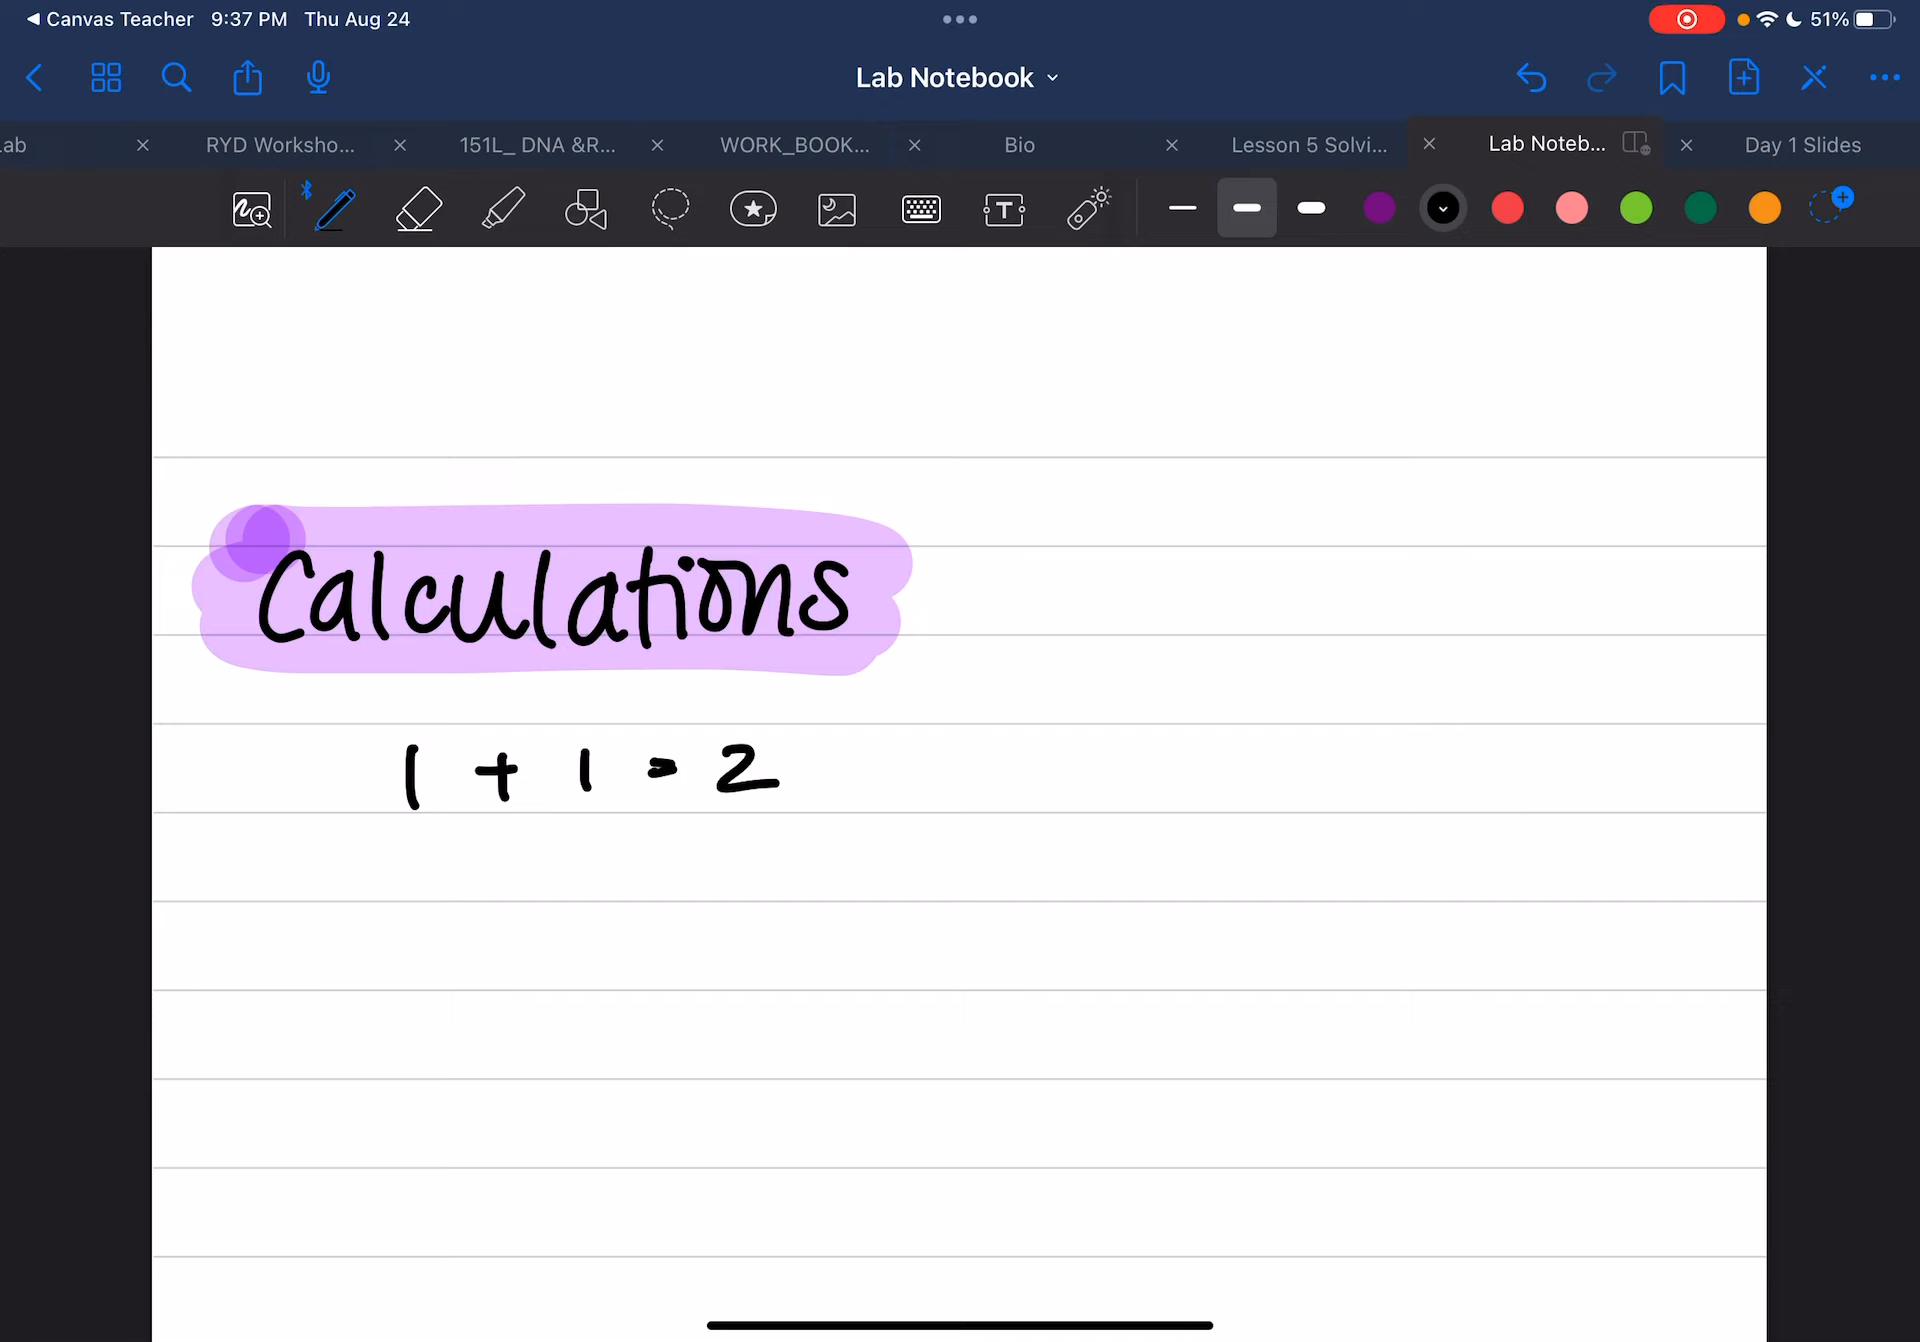 ◀ Canvas Teacher 9:37 PM Thu Aug 24 51%
Lab Notebook
ab RYD Worksho... 151L_ DNA &R... WORK_BOOK... Bio Lesson 5 Solvi... Lab Noteb... Day 1 Slides
T
Calculations
1 + 1 = 2